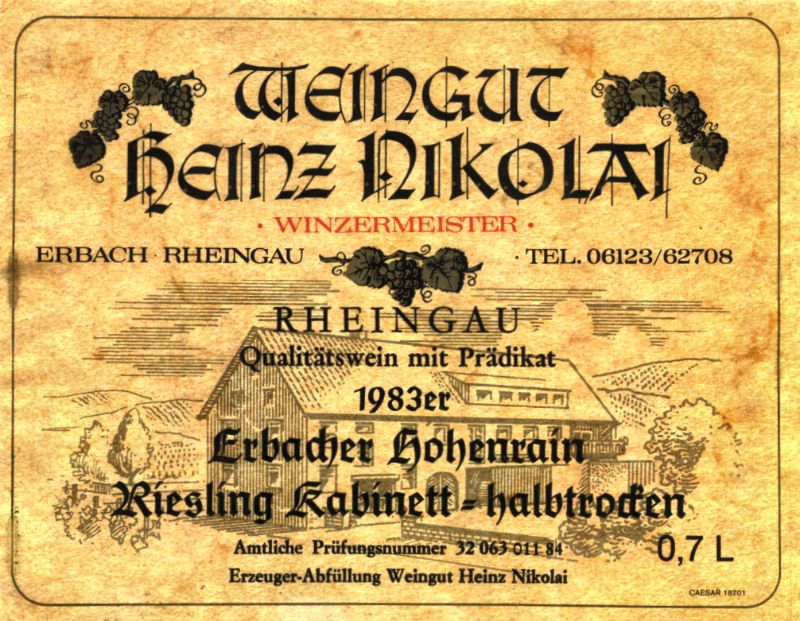 WEINGUT
HEINZ NIKOLAI
· WINZERMEISTER ·
ERBACH · RHEINGAU · TEL. 06123/62708
RHEINGAU
Qualitätswein mit Prädikat
1983er
Erbacher Hohenrain
Riesling Kabinett = halbtrocken
Amtliche Prüfungsnummer 32 063 011 84
0,7 L
Erzeuger-Abfüllung Weingut Heinz Nikolai
CAESAR 18701